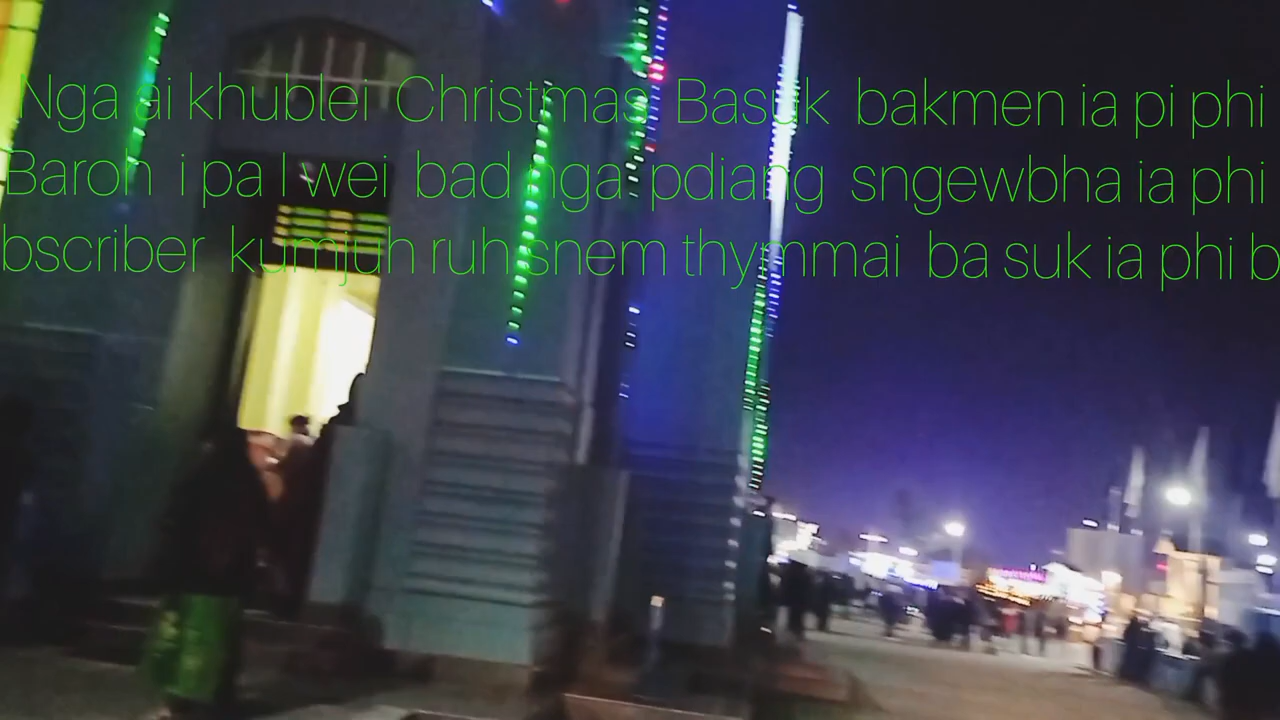 Nga ai khublei Christmas Basuk bakmen ia pi phi
Baroh i pa l wei bad nga pdiang sngewbha ia phi
bscriber kumjuh ruh snem thymmai ba suk ia phi b